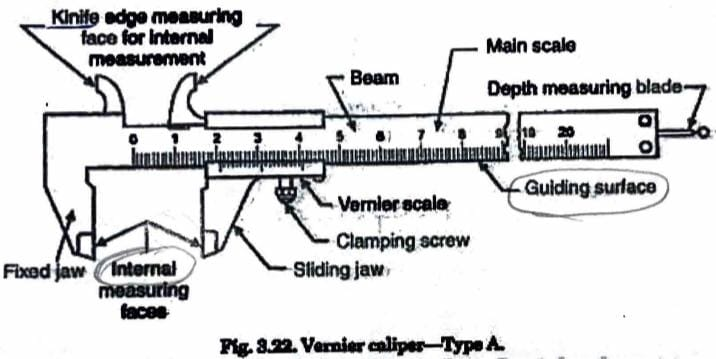 Kinife edge measuring
face for internal
measurement
Main scale
Beam
Depth measuring blade
0 1 2 3 4 5 6 7 8 9 19 20
Guiding surface
Vernier scale
Clamping screw
Fixed jaw
Internal
measuring
faces
Sliding jaw
Fig. 3.22. Vernier caliper—Type A.